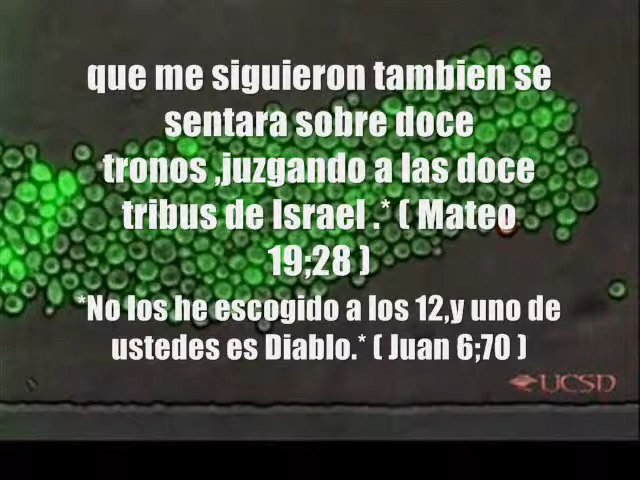 que me siguieron tambien se
sentara sobre doce
tronos ,juzgando a las doce
tribus de Israel .* ( Mateo
19;28 )
*No los he escogido a los 12,y uno de
ustedes es Diablo.* ( Juan 6;70 )
UCSD